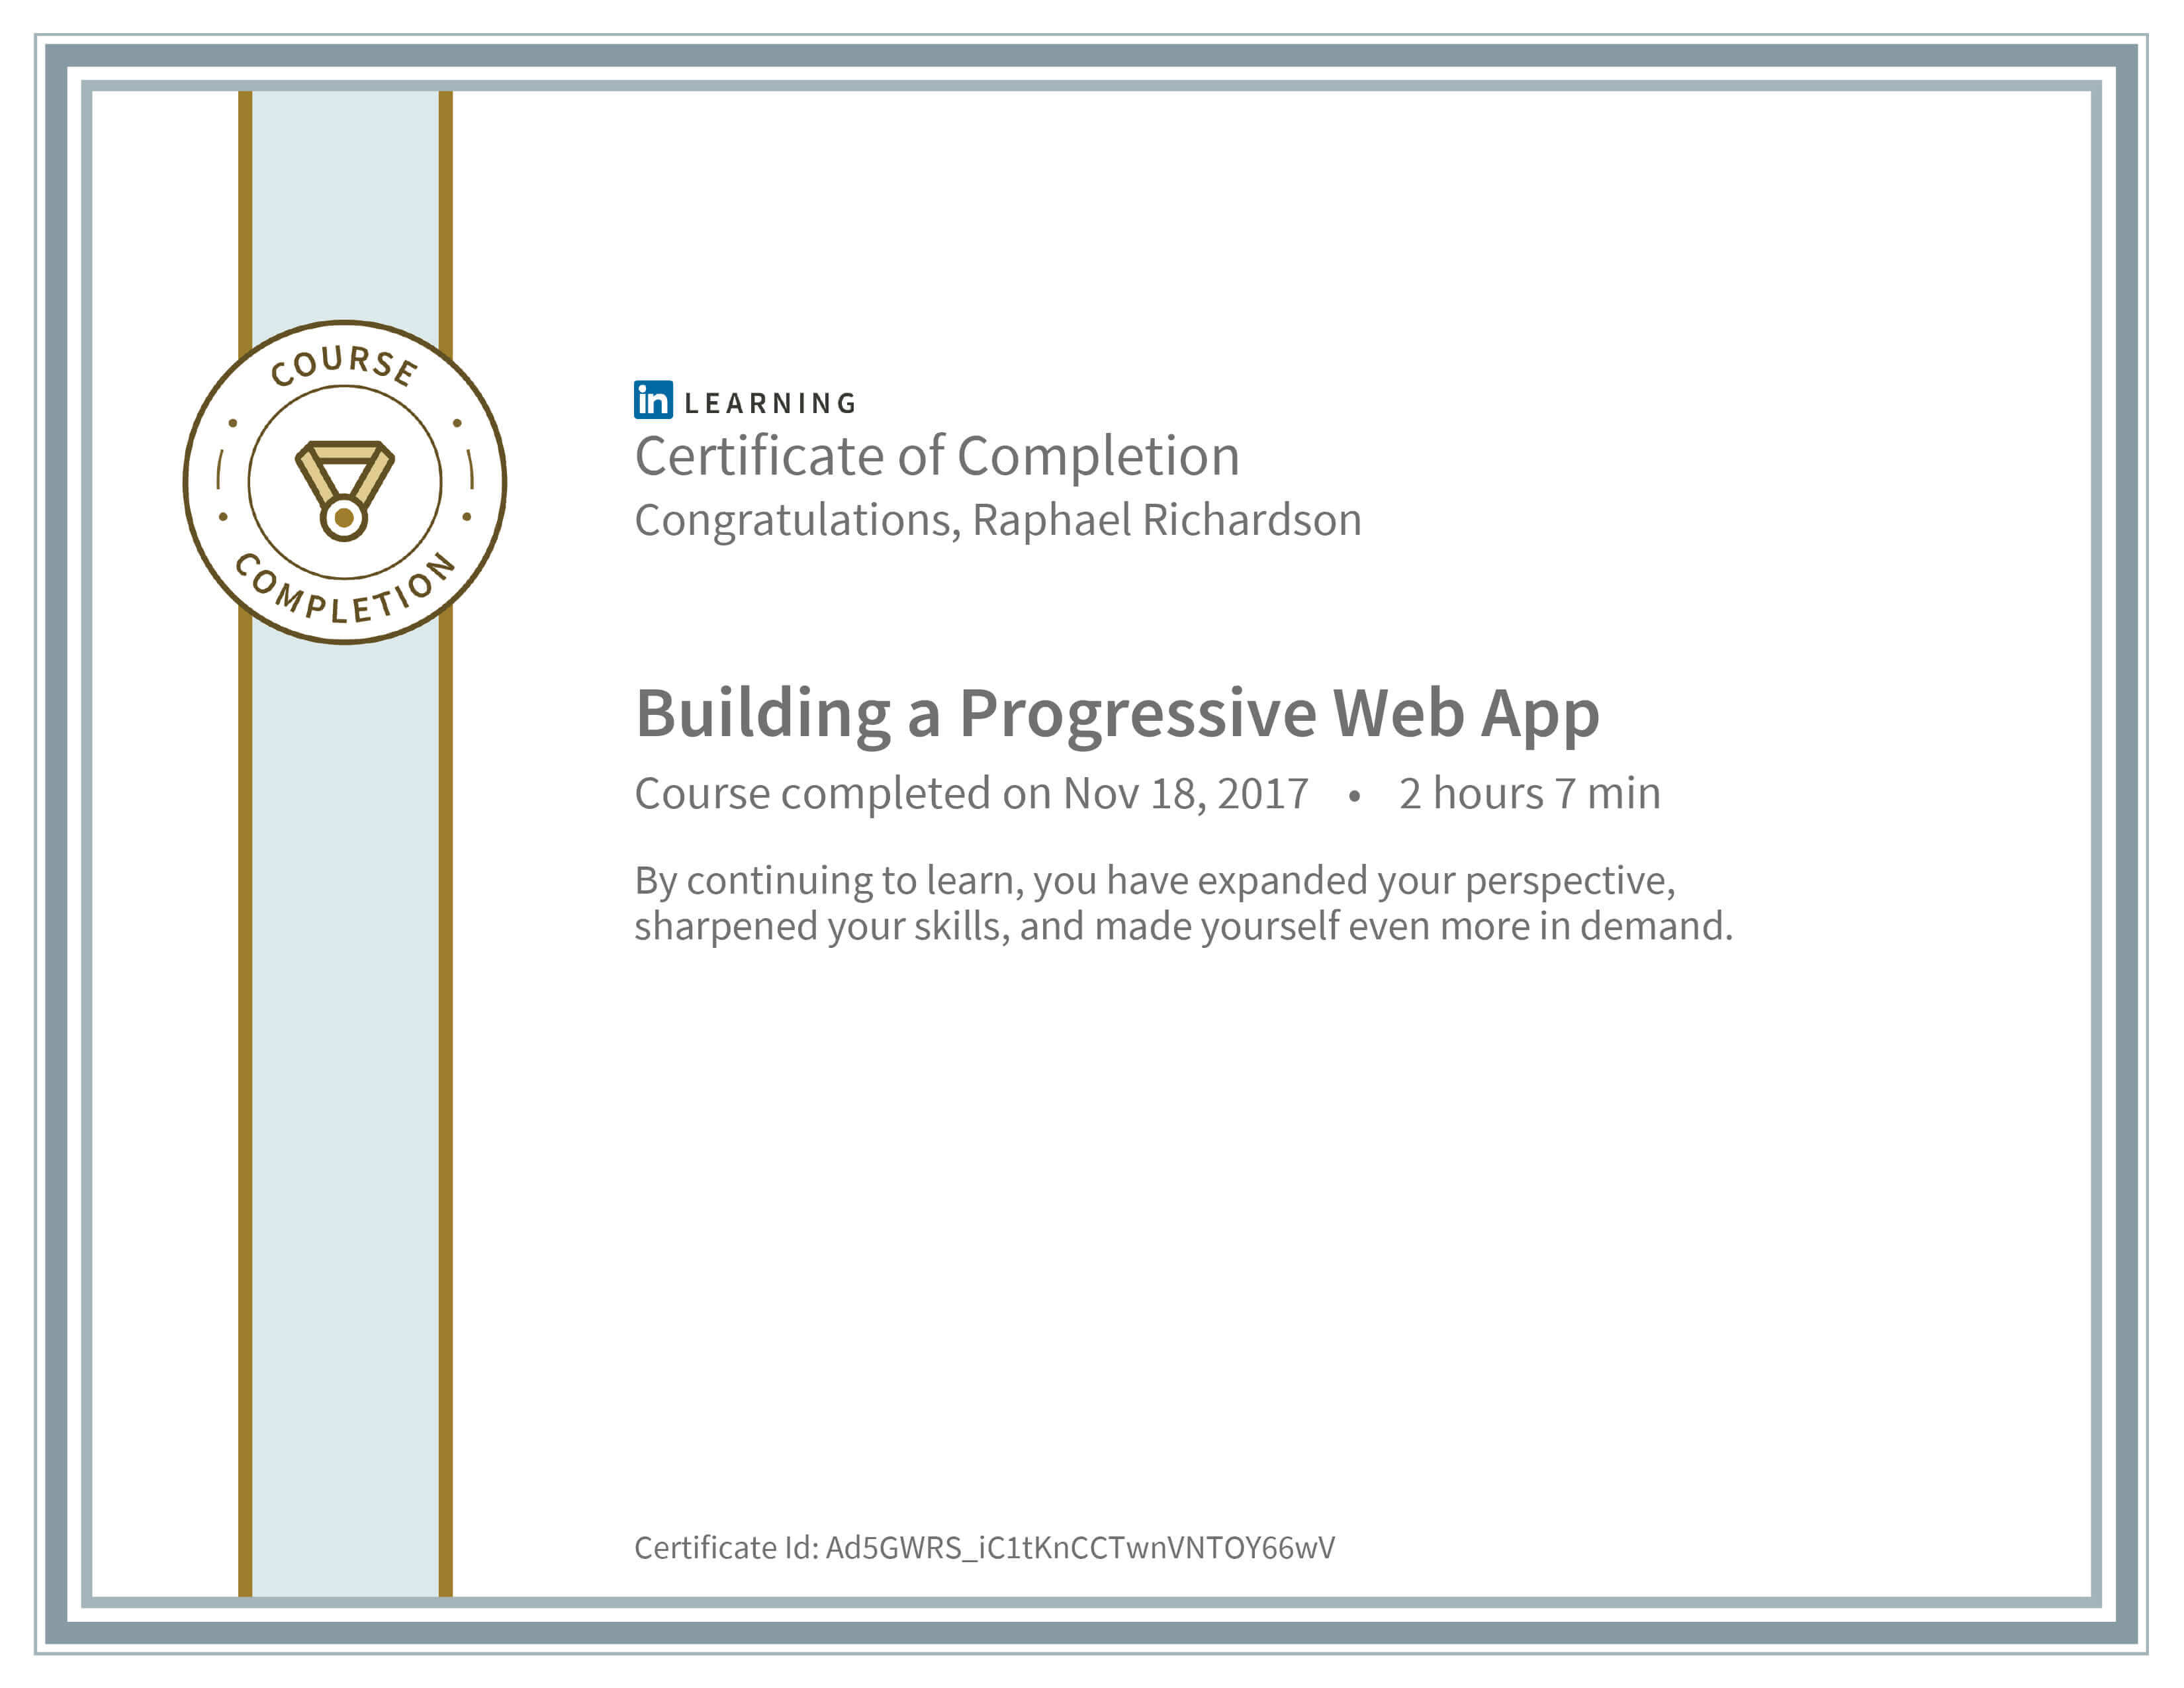 COURSE
COMPLETION
in LEARNING
Certificate of Completion
Congratulations, Raphael Richardson
Building a Progressive Web App
Course completed on Nov 18, 2017 • 2 hours 7 min
By continuing to learn, you have expanded your perspective,
sharpened your skills, and made yourself even more in demand.
Certificate Id: Ad5GWRS_iC1tKnCCTwnVNTOY66wV